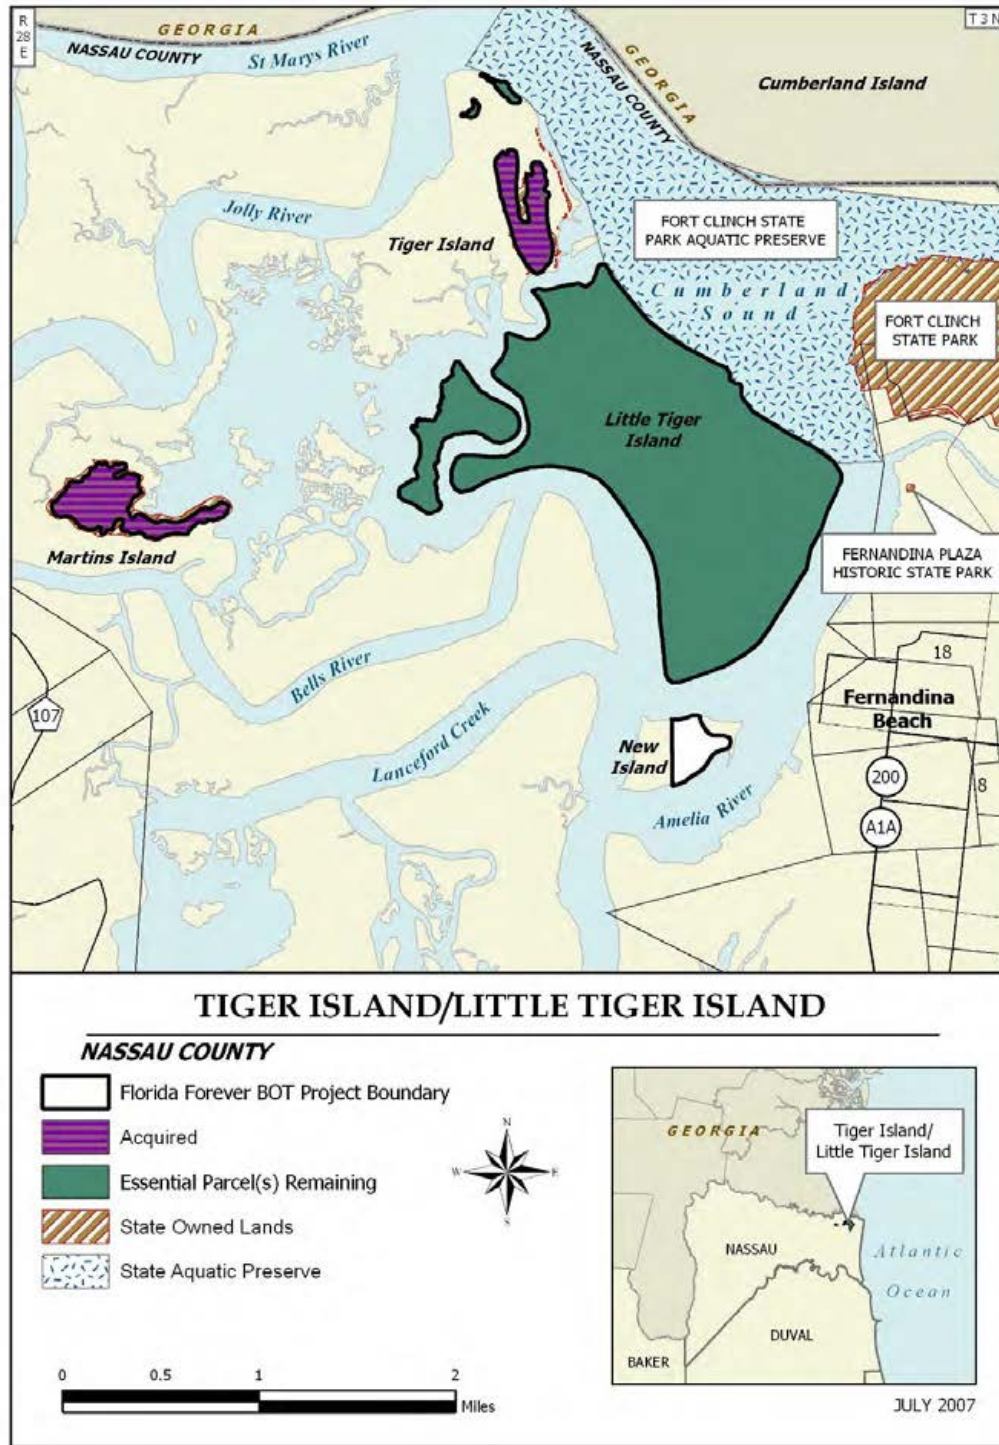 R
28
E
GEORGIA
NASSAU COUNTY
St Marys River
T 3 N
GEORGIA
NASSAU COUNTY
Cumberland Island
Jolly River
Tiger Island
FORT CLINCH STATE
PARK AQUATIC PRESERVE
Cumberland
Sound
FORT CLINCH
STATE PARK
Little Tiger
Island
Martins Island
FERNANDINA PLAZA
HISTORIC STATE PARK
Bells River
107
Lanceford Creek
New
Island
Amelia River
18
Fernandina
Beach
200
8
A1A
TIGER ISLAND/LITTLE TIGER ISLAND
NASSAU COUNTY
Florida Forever BOT Project Boundary
Acquired
Essential Parcel(s) Remaining
State Owned Lands
State Aquatic Preserve
N
W
E
S
0
0.5
1
2
Miles
GEORGIA
Tiger Island/
Little Tiger Island
NASSAU
Atlantic
Ocean
DUVAL
BAKER
JULY 2007